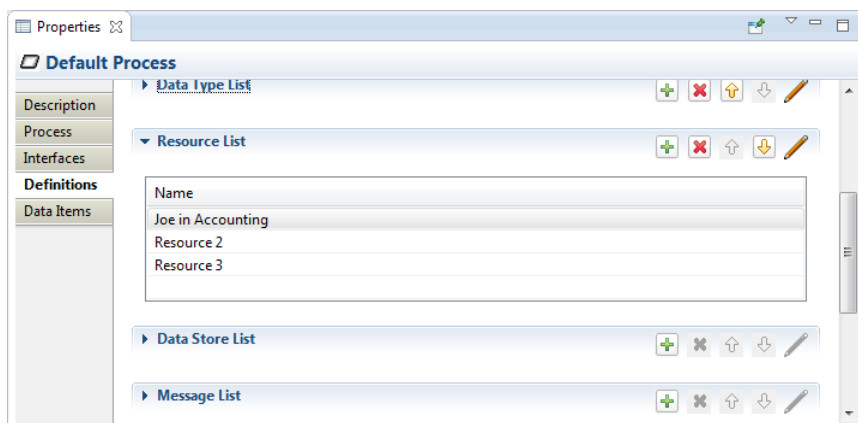 Properties
Default Process
Data Type List
Description
Process
Interfaces
Definitions
Data Items
Resource List
Name
Joe in Accounting
Resource 2
Resource 3
Data Store List
Message List